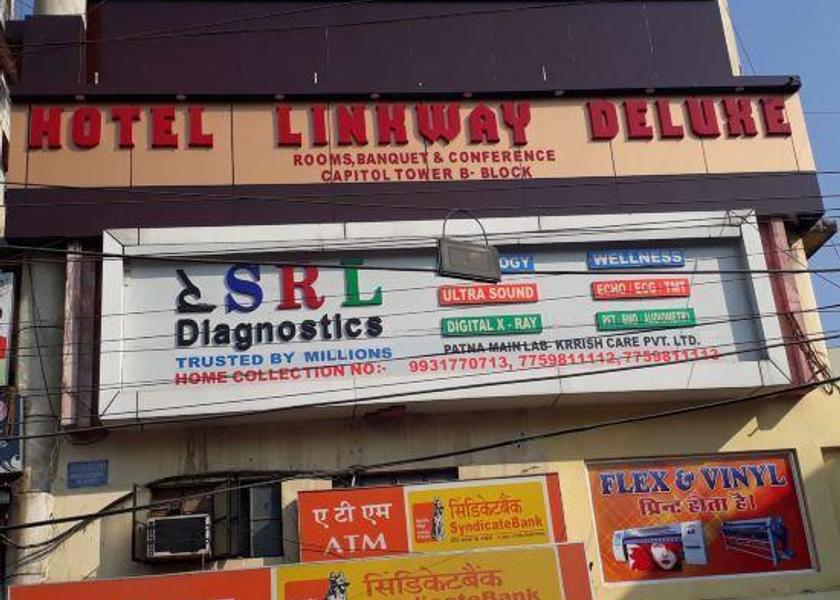 HOTEL LINKWAY DELUXE
ROOMS,BANQUET & CONFERENCE
CAPITOL TOWER B- BLOCK
SRL
Diagnostics
TRUSTED BY MILLIONS
HOME COLLECTION NO:-
WELLNESS
ULTRA SOUND
ECHO | ECG | TMT
DIGITAL X - RAY
PATNA MAIN LAB- KRRISH CARE PVT. LTD.
9931770713, 7759811112, 7759811112
ए टी एम
ATM
सिंडिकेटबैंक
SyndicateBank
FLEX & VINYL
प्रिन्ट होता है।
सिंडिकेटबैंक
SyndicateBank